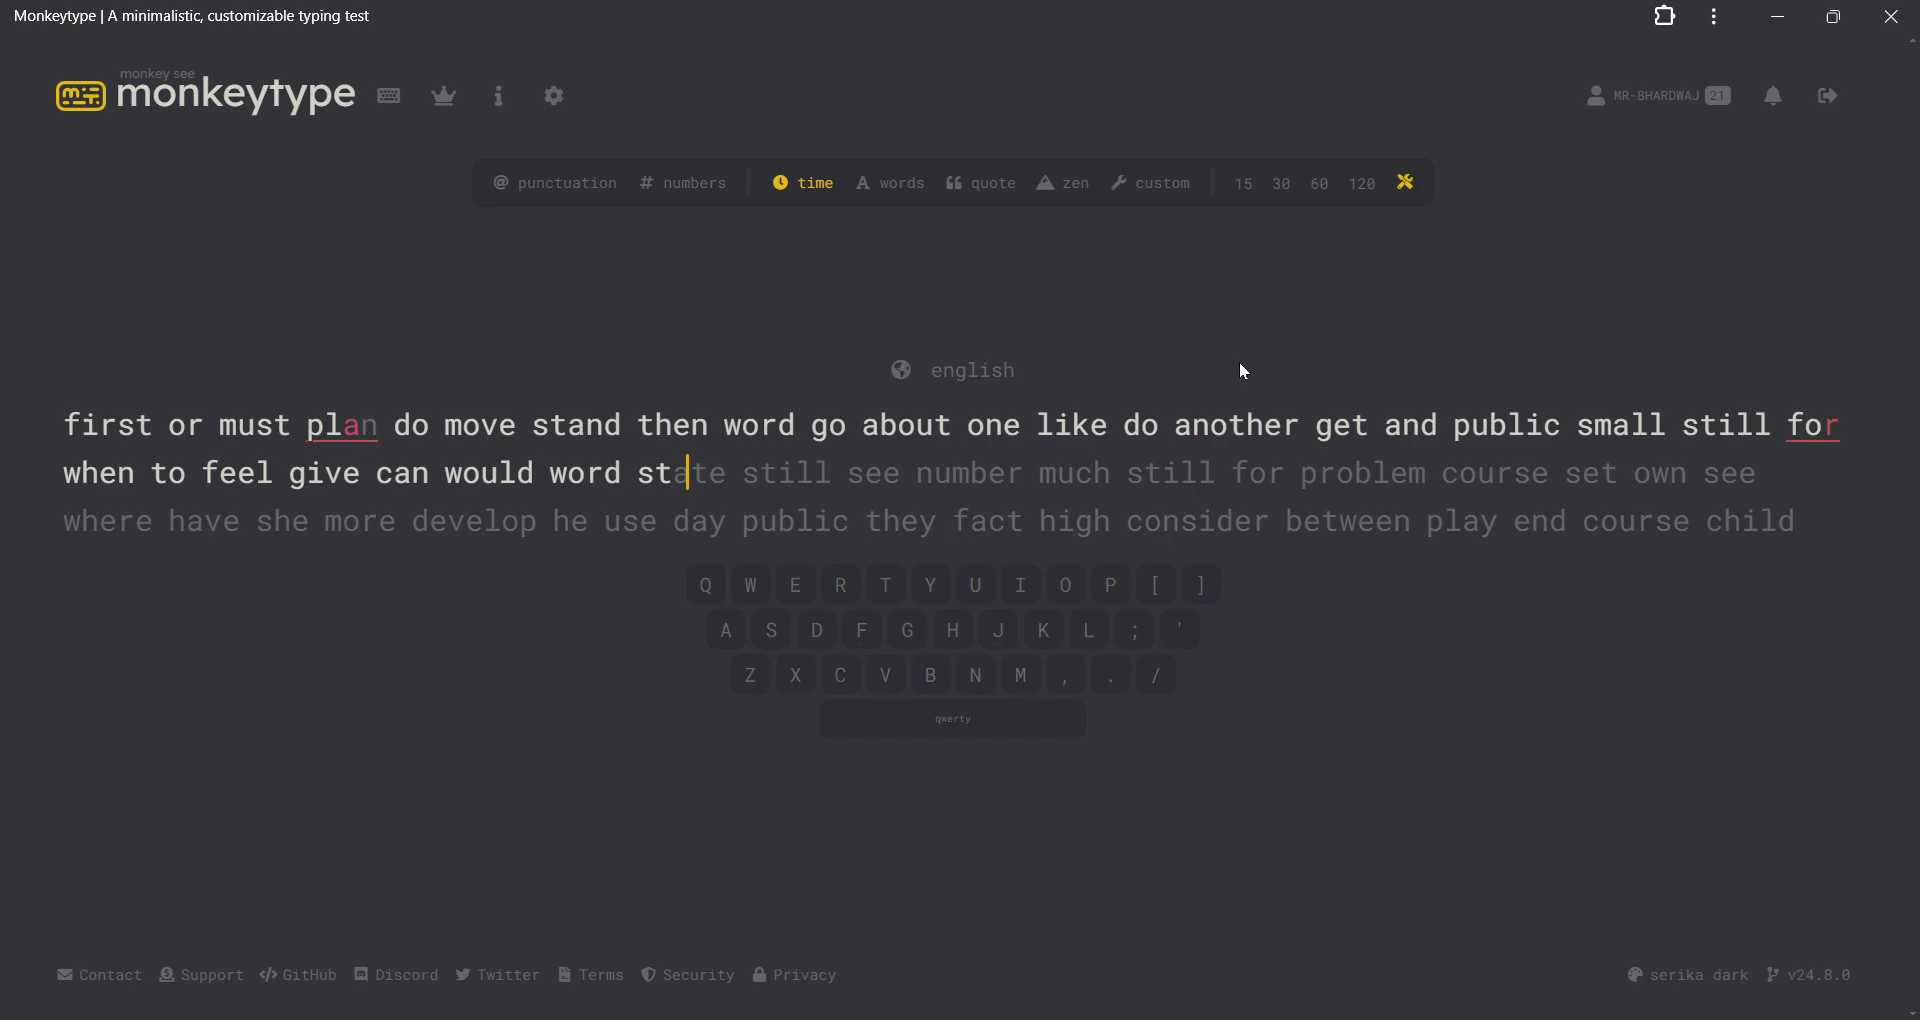 Monkeytype | A minimalistic, customizable typing test
monkey see
monkeytype
MR-BHARDWAJ 21
@ punctuation # numbers time A words quote zen custom 15 30 60 120
english
first or must plan do move stand then word go about one like do another get and public small still for
when to feel give can would word state still see number much still for problem course set own see
where have she more develop he use day public they fact high consider between play end course child
Q W E R T Y U I O P [ ]
A S D F G H J K L ; '
Z X C V B N M , . /
qwerty
Contact Support GitHub Discord Twitter Terms Security Privacy
serika dark v24.8.0